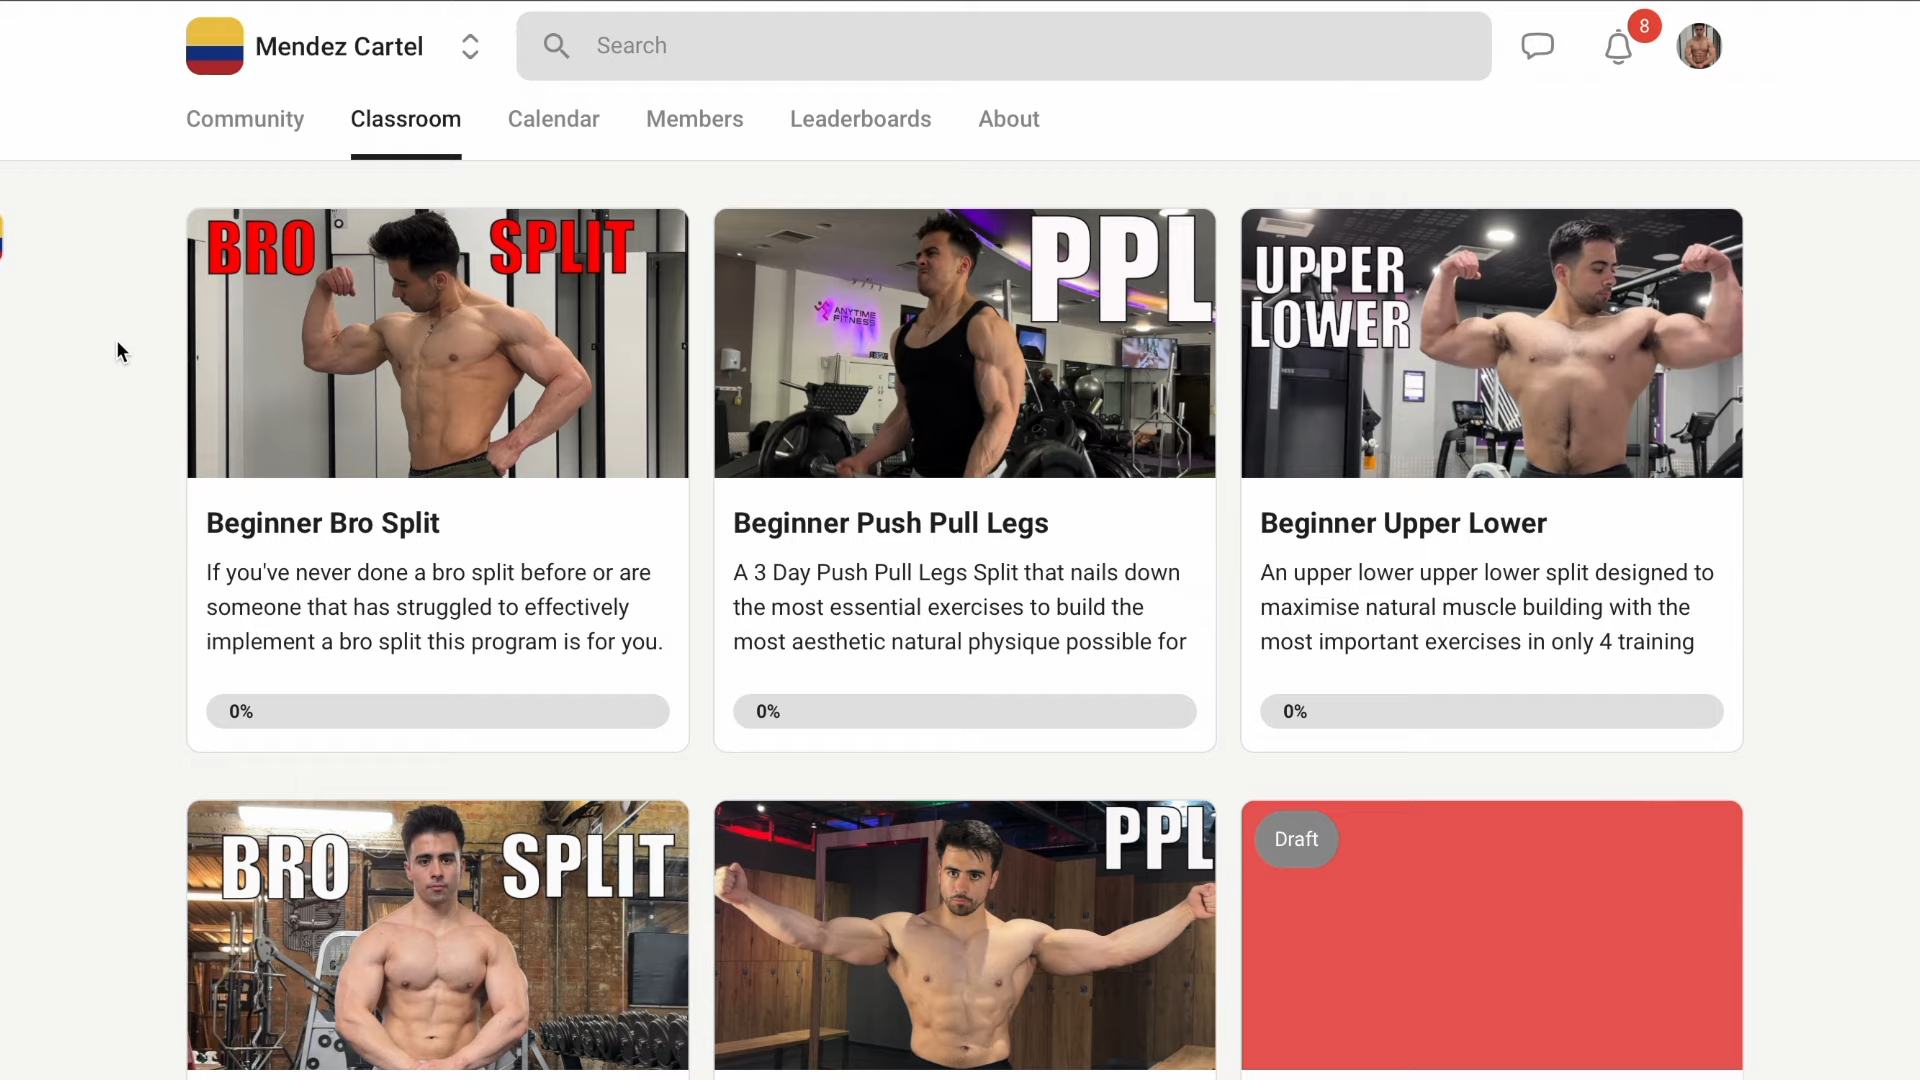 Mendez Cartel
Search
8
Community
Classroom
Calendar
Members
Leaderboards
About
BRO SPLIT
PPL
ANYTIME
FITNESS
UPPER
LOWER
Beginner Bro Split
If you've never done a bro split before or are
someone that has struggled to effectively
implement a bro split this program is for you.
0%
Beginner Push Pull Legs
A 3 Day Push Pull Legs Split that nails down
the most essential exercises to build the
most aesthetic natural physique possible for
0%
Beginner Upper Lower
An upper lower upper lower split designed to
maximise natural muscle building with the
most important exercises in only 4 training
0%
BRO SPLIT
PPL
Draft